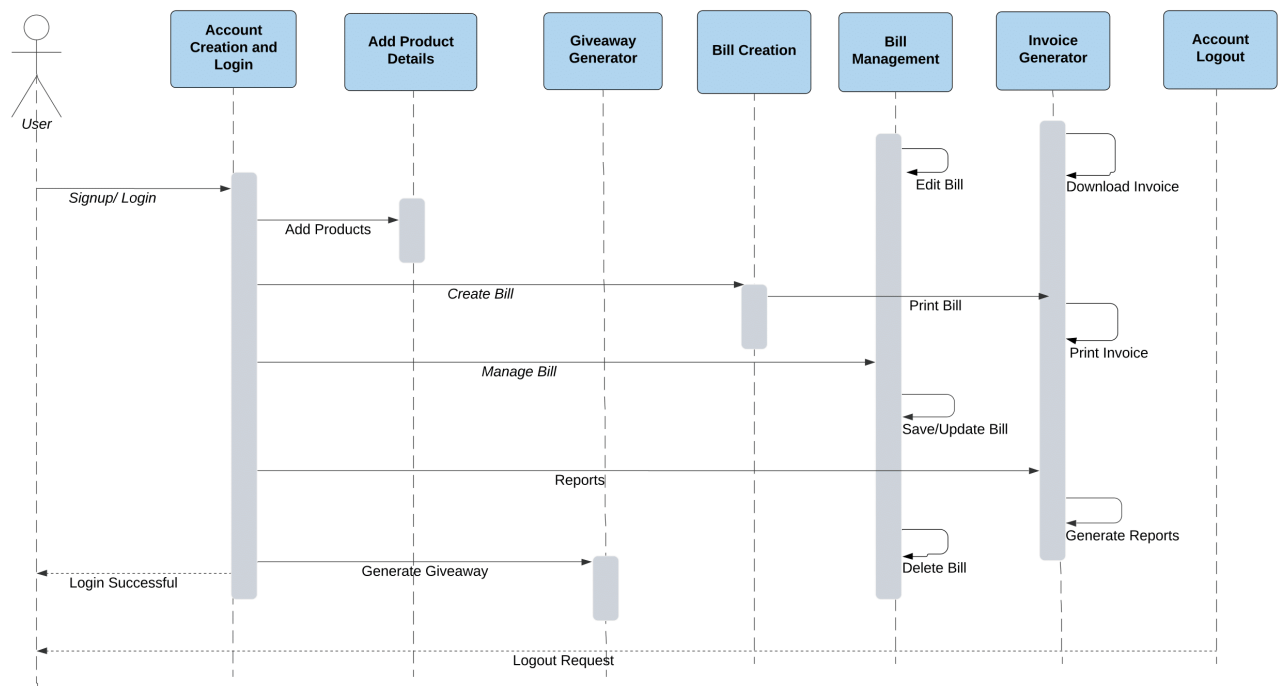 Account
Creation and
Login
Add Product
Details
Giveaway
Generator
Bill Creation
Bill
Management
Invoice
Generator
Account
Logout
User
Signup/ Login
Edit Bill
Download Invoice
Add Products
Create Bill
Print Bill
Print Invoice
Manage Bill
Save/Update Bill
Reports
Generate Reports
Generate Giveaway
Delete Bill
Login Successful
Logout Request